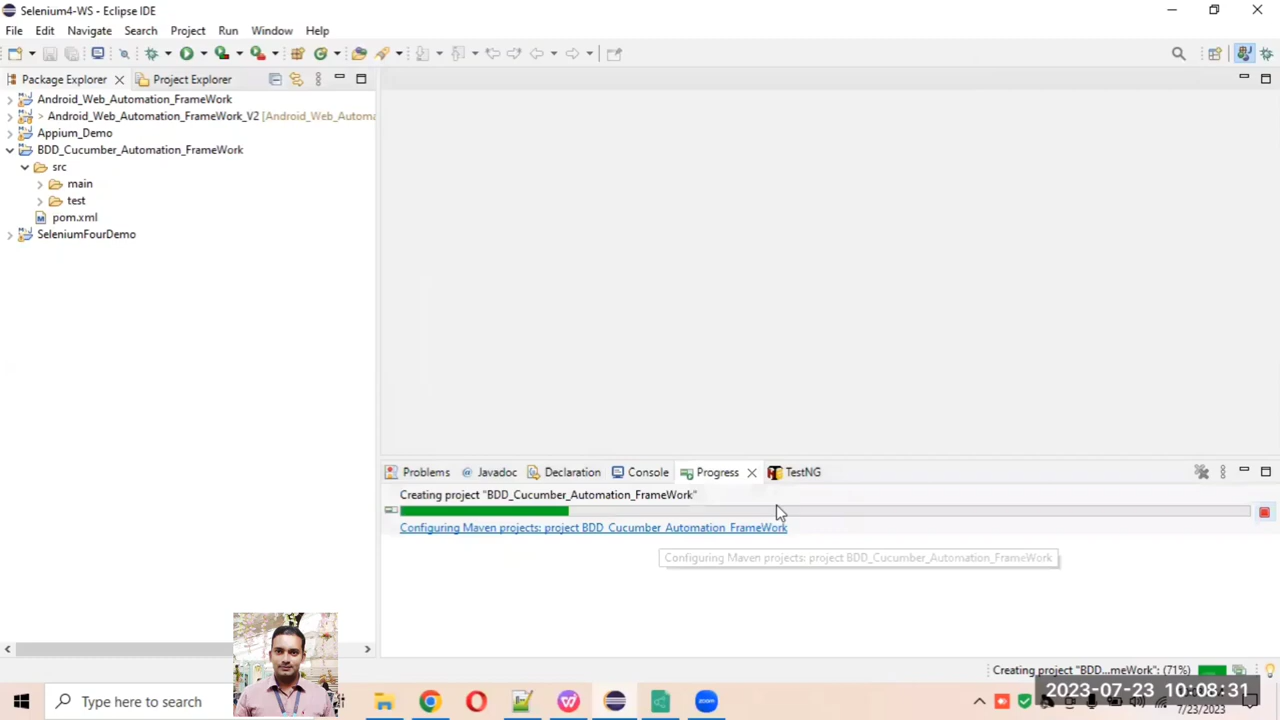 Selenium4-WS - Eclipse IDE
File Edit Navigate Search Project Run Window Help
Package Explorer Project Explorer
Android_Web_Automation_FrameWork
> Android_Web_Automation_FrameWork_V2 [Android_Web_Automa
Appium_Demo
BDD_Cucumber_Automation_FrameWork
src
main
test
pom.xml
SeleniumFourDemo
Problems Javadoc Declaration Console Progress TestNG
Creating project "BDD_Cucumber_Automation_FrameWork"
Configuring Maven projects: project BDD_Cucumber_Automation_FrameWork
Configuring Maven projects: project BDD_Cucumber_Automation_FrameWork
Creating project "BDD...meWork": (71%)
Type here to search
zoom
2023-07-23 10:08:31
7/23/2023